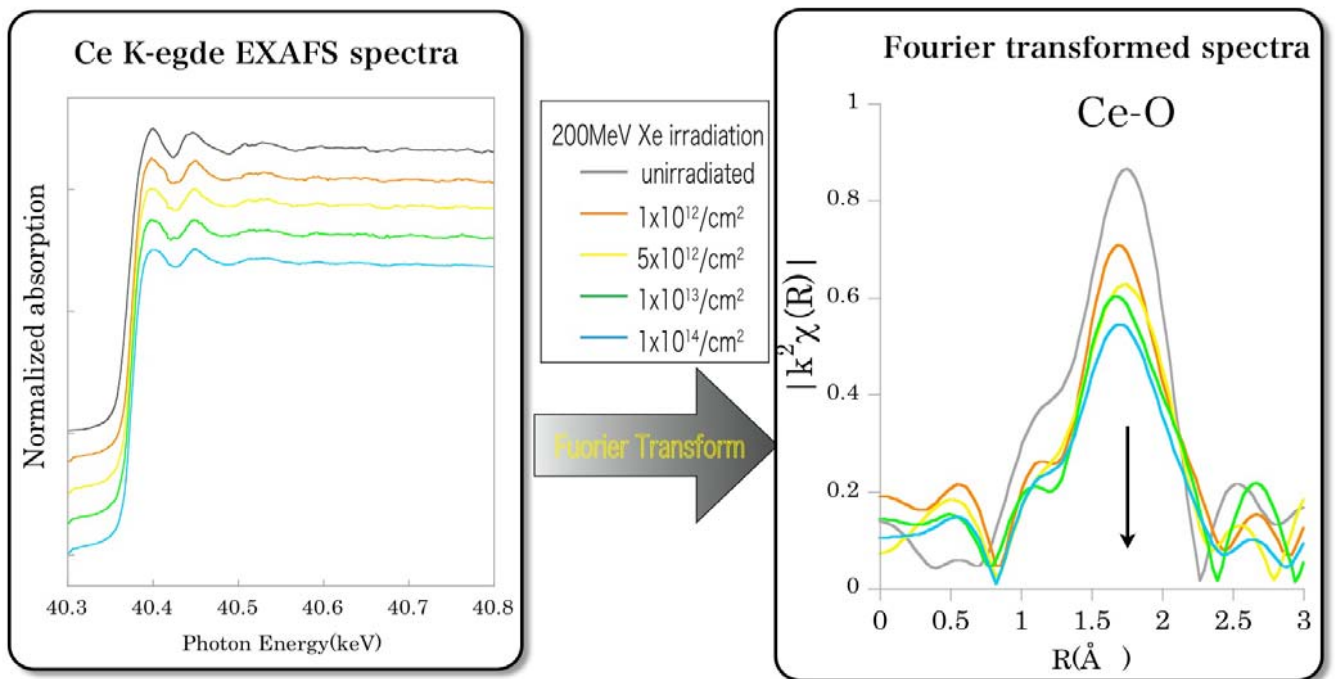 Ce K-egde EXAFS spectra
Normalized absorption
40.3 40.4 40.5 40.6 40.7 40.8
Photon Energy(keV)
200MeV Xe irradiation
unirradiated
1x10¹²/cm²
5x10¹²/cm²
1x10¹³/cm²
1x10¹⁴/cm²
Fuorier Transform
Fourier transformed spectra
Ce-O
|k²χ(R)|
1
0.8
0.6
0.4
0.2
0
0 0.5 1 1.5 2 2.5 3
R(Å )